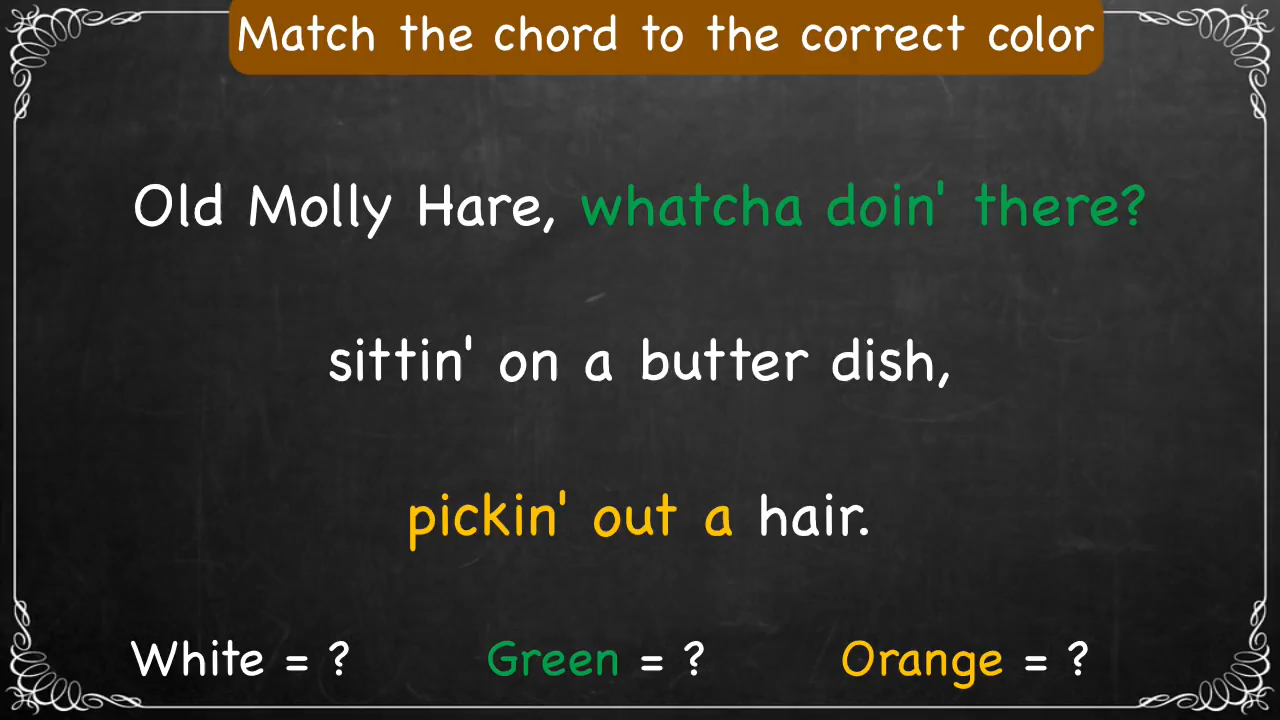 Match the chord to the correct color
Old Molly Hare, whatcha doin' there?
sittin' on a butter dish,
pickin' out a hair.
White = ? Green = ? Orange = ?